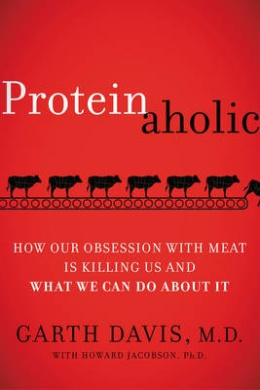 Protein
aholic
HOW OUR OBSESSION WITH MEAT
IS KILLING US AND
WHAT WE CAN DO ABOUT IT
GARTH DAVIS, M.D.
WITH HOWARD JACOBSON, Ph.D.